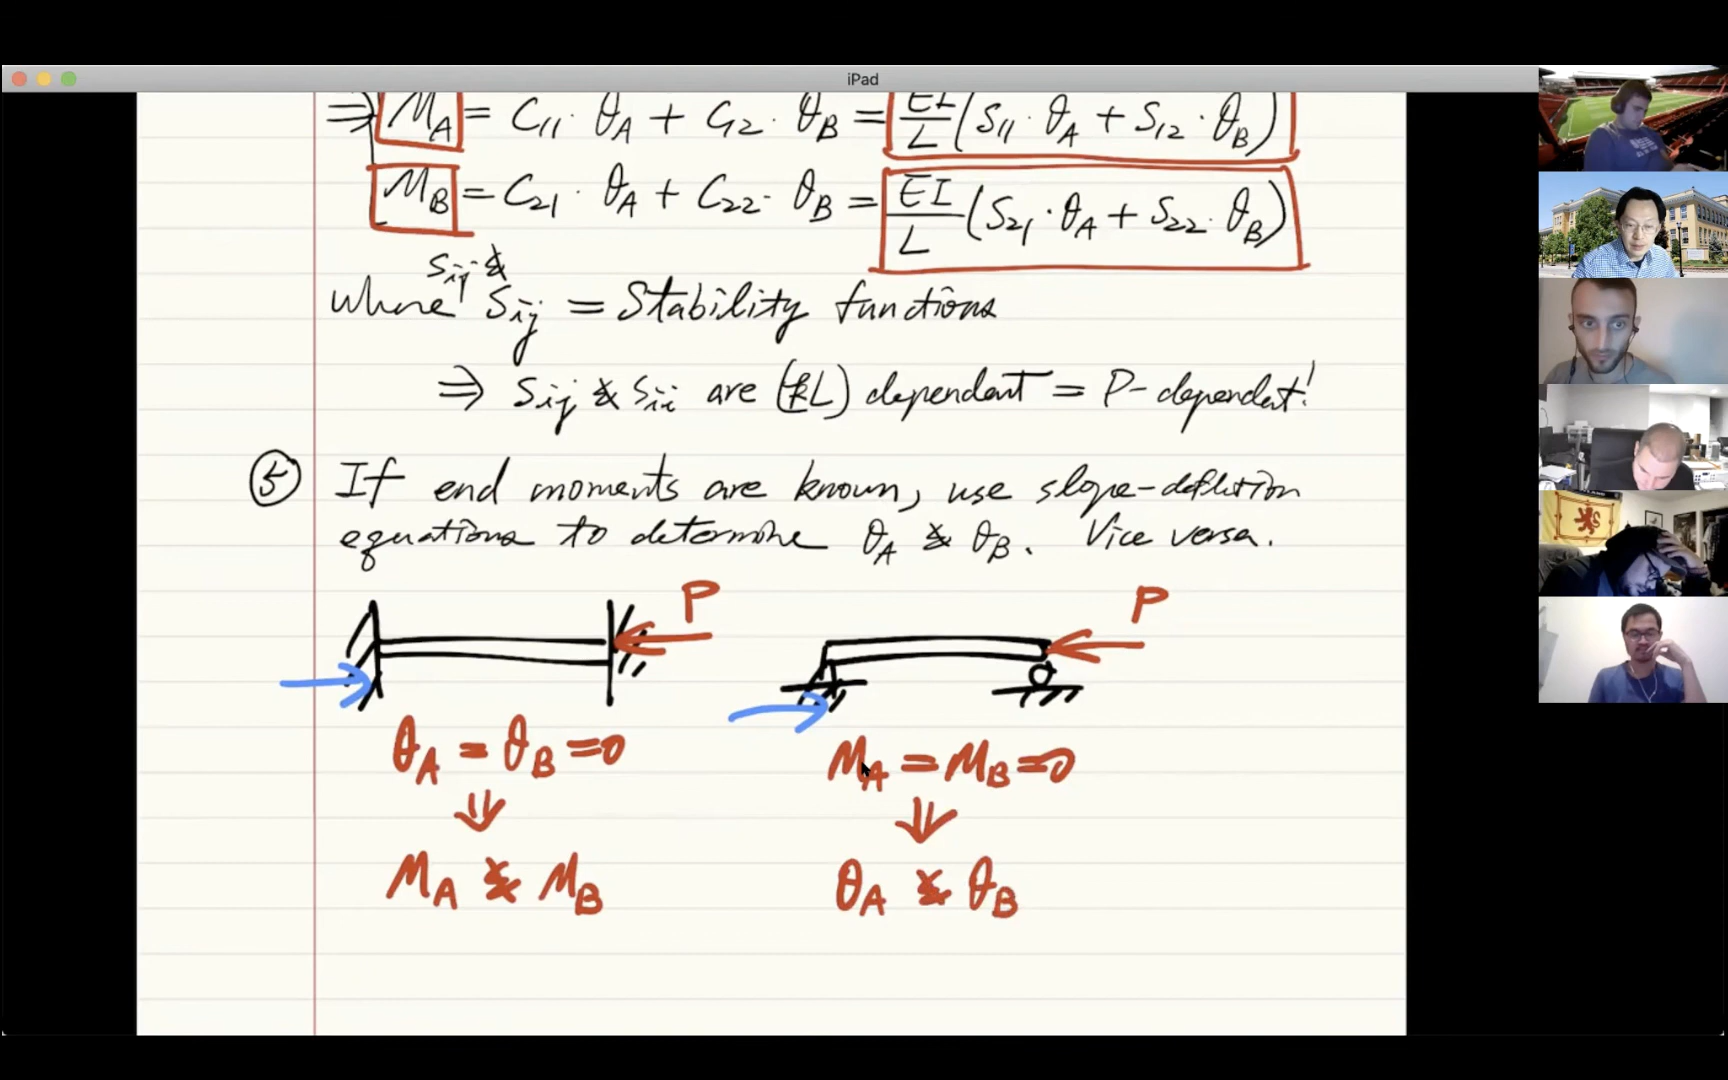 iPad
⇒ M_A = C_11 · θ_A + C_12 · θ_B = EI/L (S_11 · θ_A + S_12 · θ_B)
M_B = C_21 · θ_A + C_22 · θ_B = EI/L (S_21 · θ_A + S_22 · θ_B)
S_ij &
where S_ij = Stability functions
⇒ S_ij & S_ii are (kL) dependent = P-dependent!
⑤ If end moments are known, use slope-defletion
equations to determine θ_A & θ_B. Vice versa.
P P
θ_A = θ_B = 0 M_A = M_B = 0
⇓ ⇓
M_A & M_B θ_A & θ_B